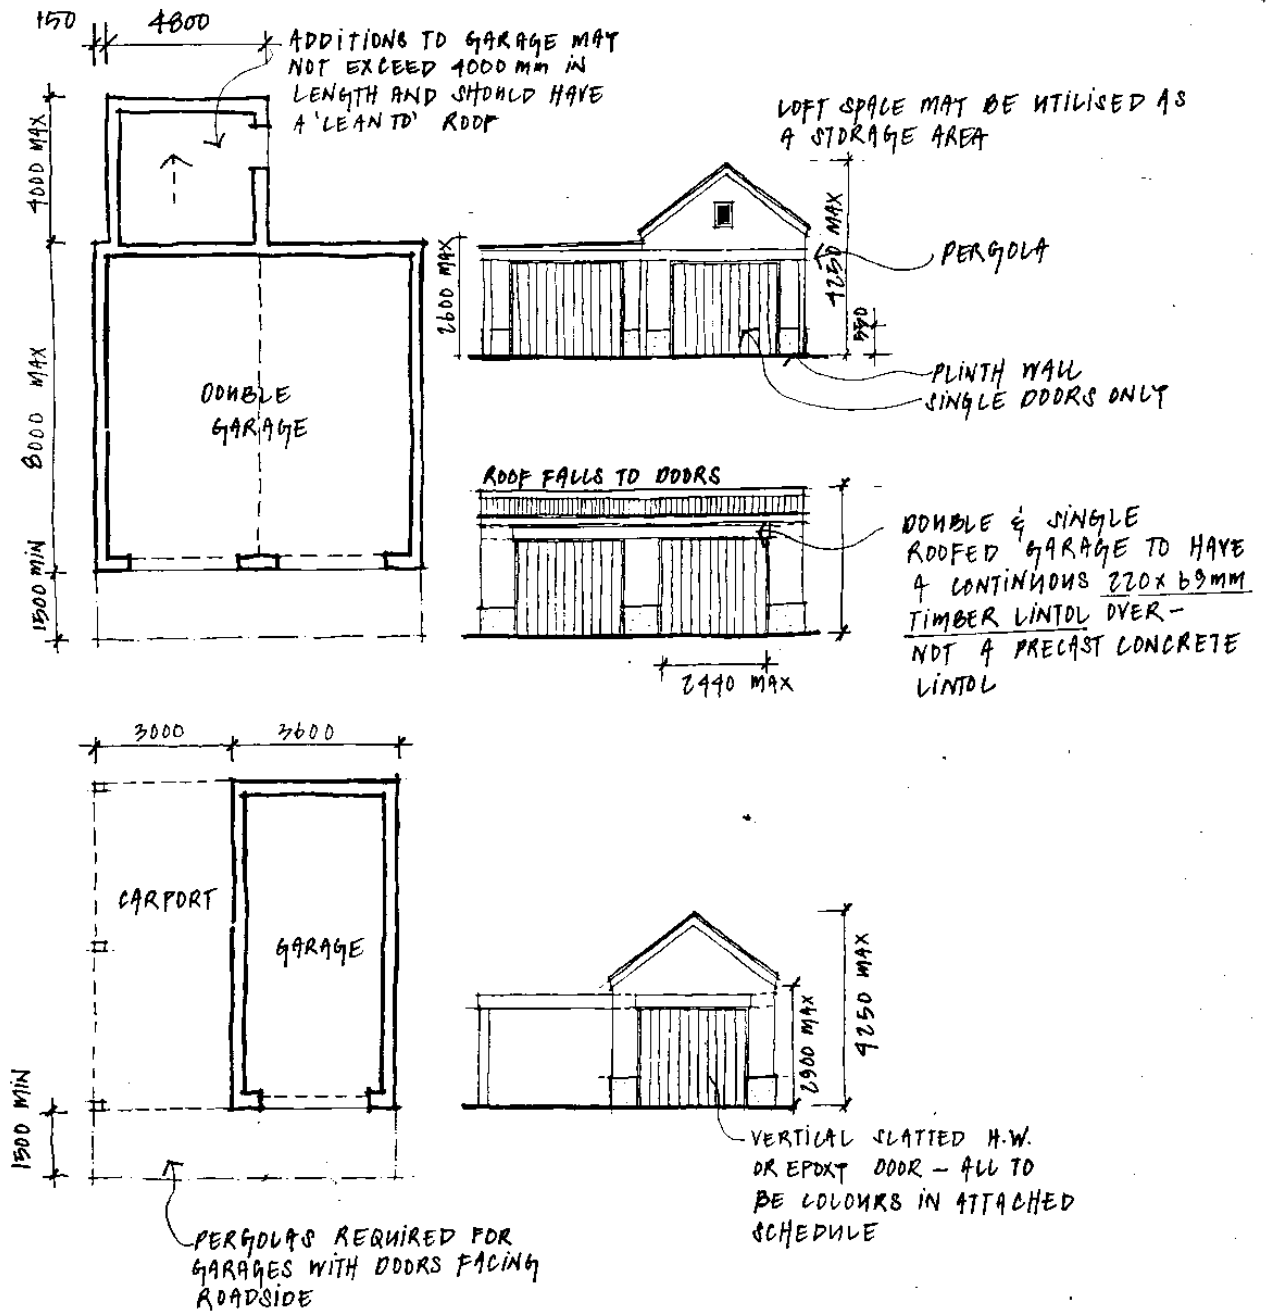 150
4800
ADDITIONS TO GARAGE MAY
NOT EXCEED 4000 mm IN
LENGTH AND SHOULD HAVE
A 'LEAN TO' ROOF
4000 MAX
LOFT SPACE MAY BE UTILISED AS
A STORAGE AREA
2600 MAX
4250 MAX
PERGOLA
550
PLINTH WALL
SINGLE DOORS ONLY
8000 MAX
DOUBLE
GARAGE
1500 MIN
ROOF FALLS TO DOORS
DOUBLE & SINGLE
ROOFED GARAGE TO HAVE
A CONTINUOUS 220 x 69mm
TIMBER LINTOL OVER -
NOT A PRECAST CONCRETE
LINTOL
2440 MAX
3000
3600
CARPORT
GARAGE
1500 MIN
2900 MAX
4250 MAX
VERTICAL SLATTED H.W.
OR EPOXY DOOR - ALL TO
BE COLOURS IN ATTACHED
SCHEDULE
PERGOLAS REQUIRED FOR
GARAGES WITH DOORS FACING
ROADSIDE